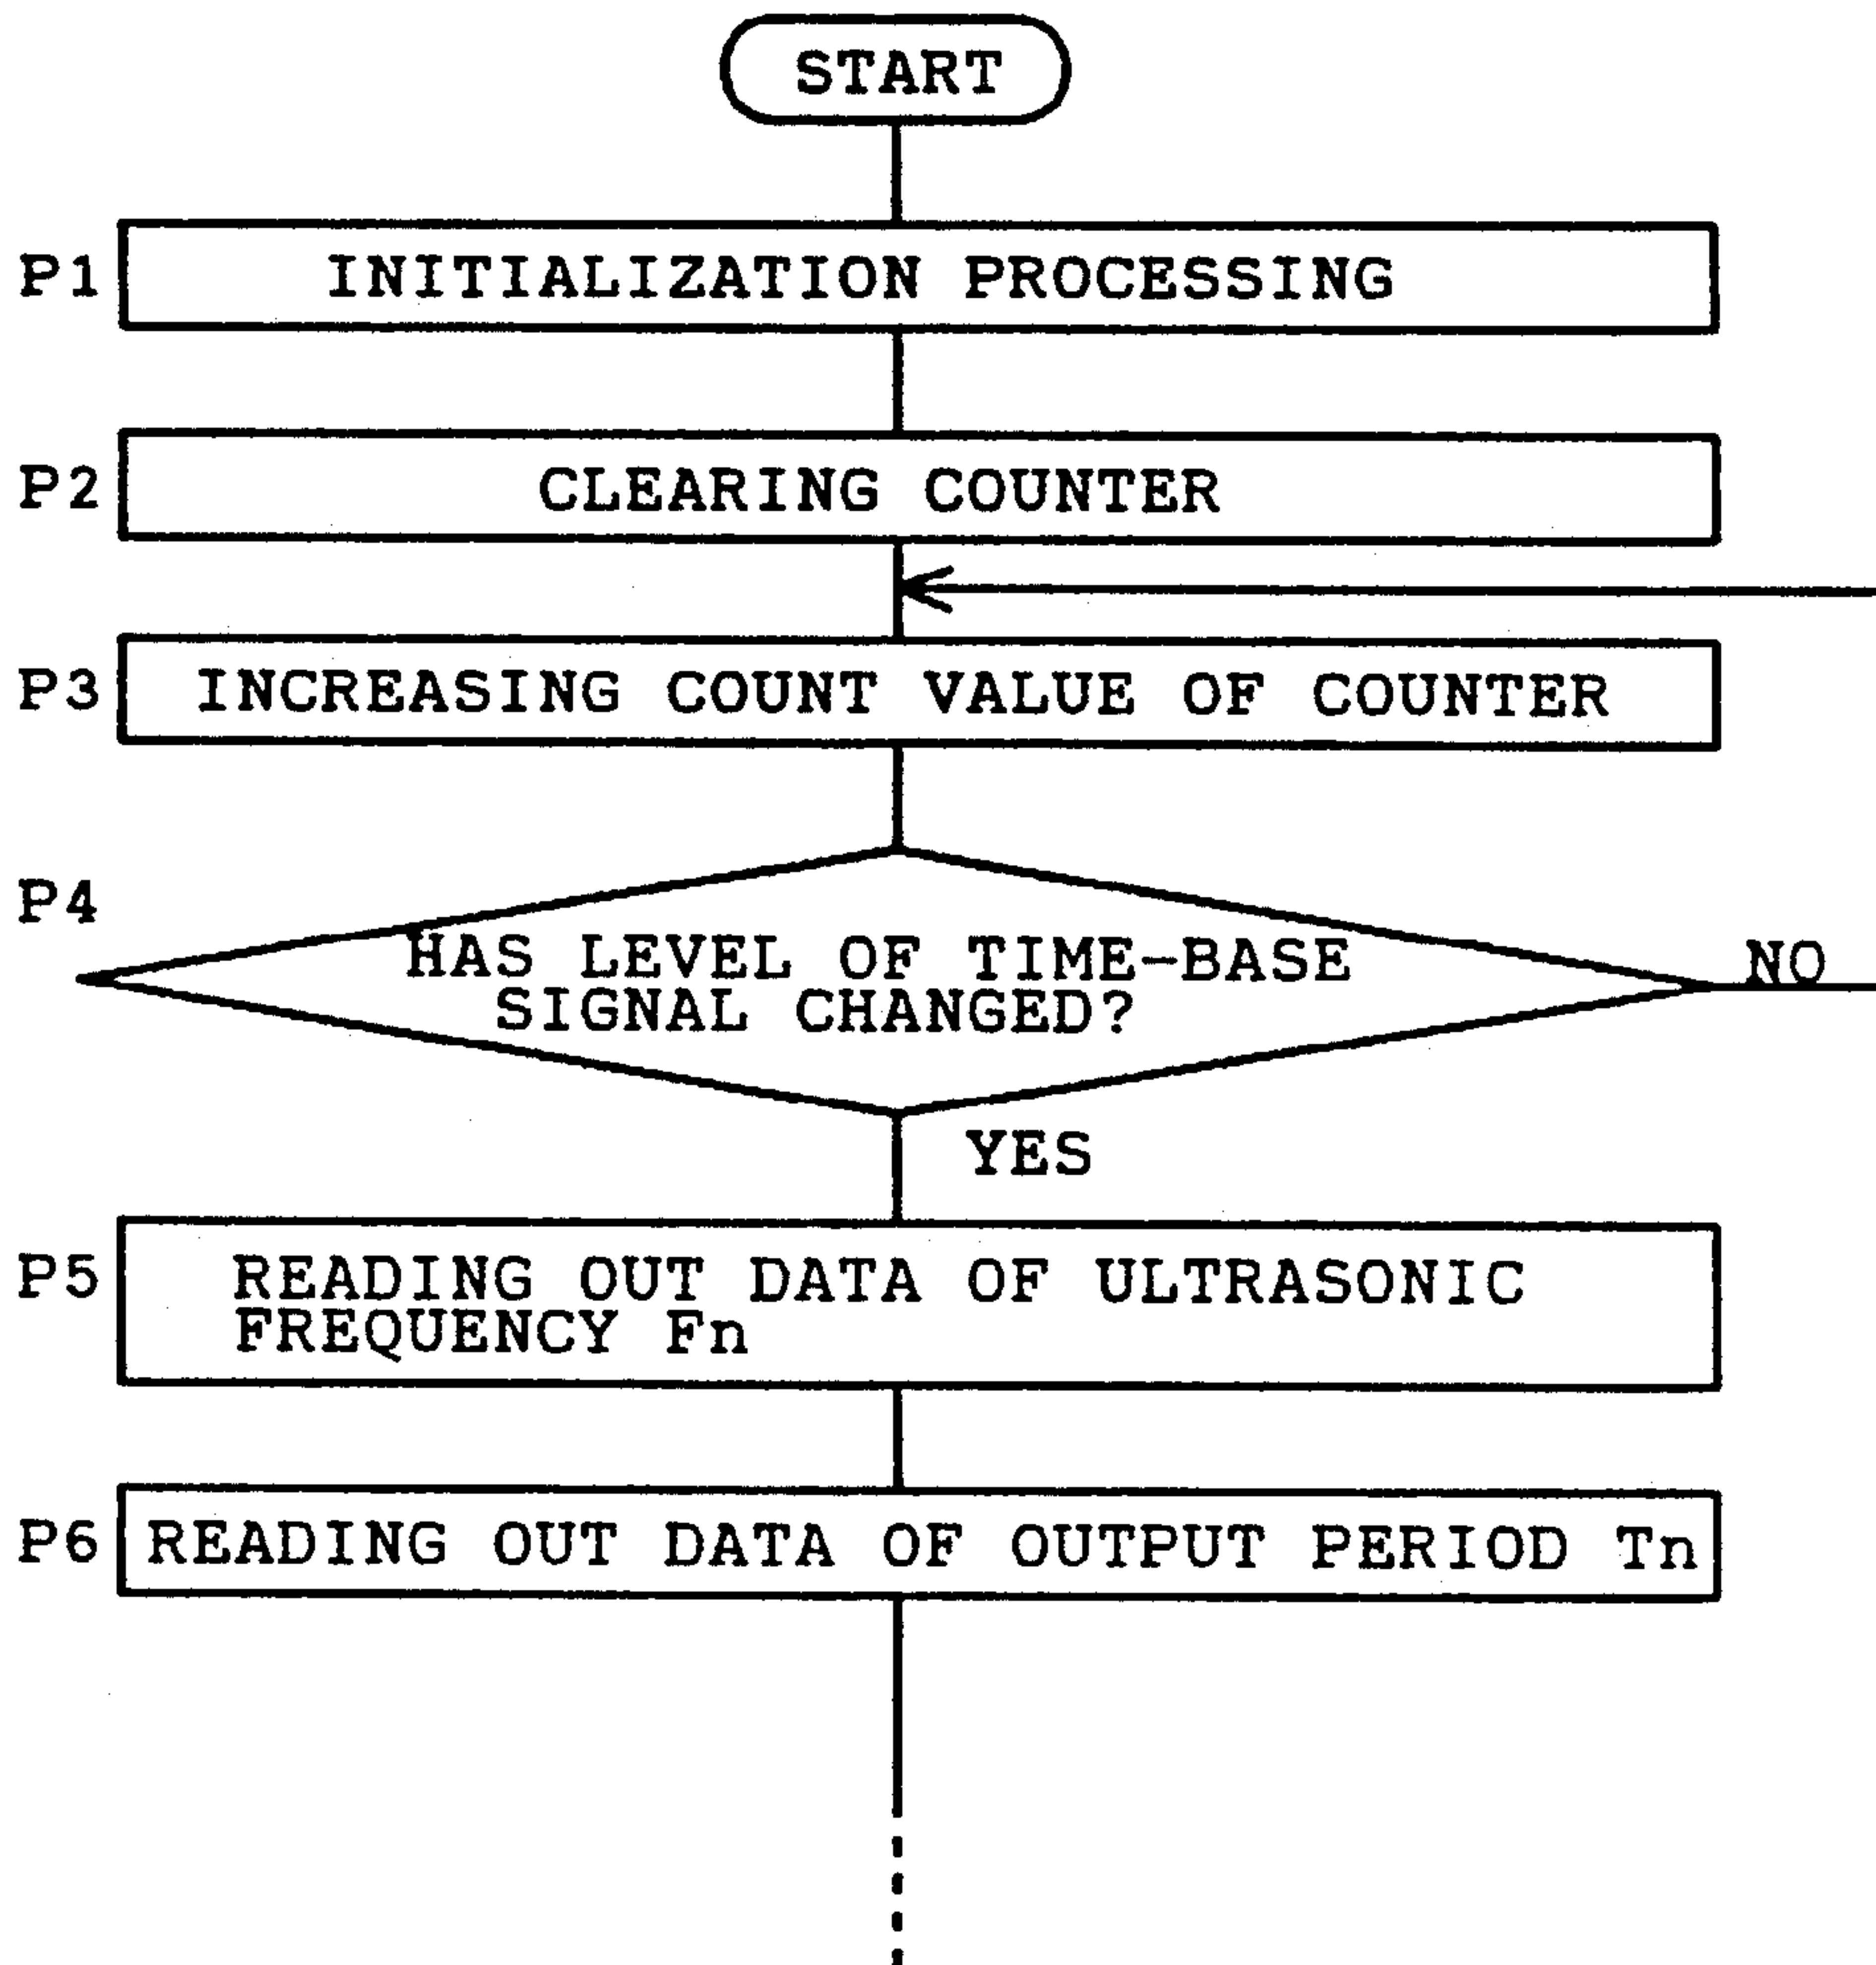 START
P1 INITIALIZATION PROCESSING
P2 CLEARING COUNTER
P3 INCREASING COUNT VALUE OF COUNTER
P4
HAS LEVEL OF TIME-BASE
SIGNAL CHANGED?
NO
YES
P5 READING OUT DATA OF ULTRASONIC
FREQUENCY Fn
P6 READING OUT DATA OF OUTPUT PERIOD Tn